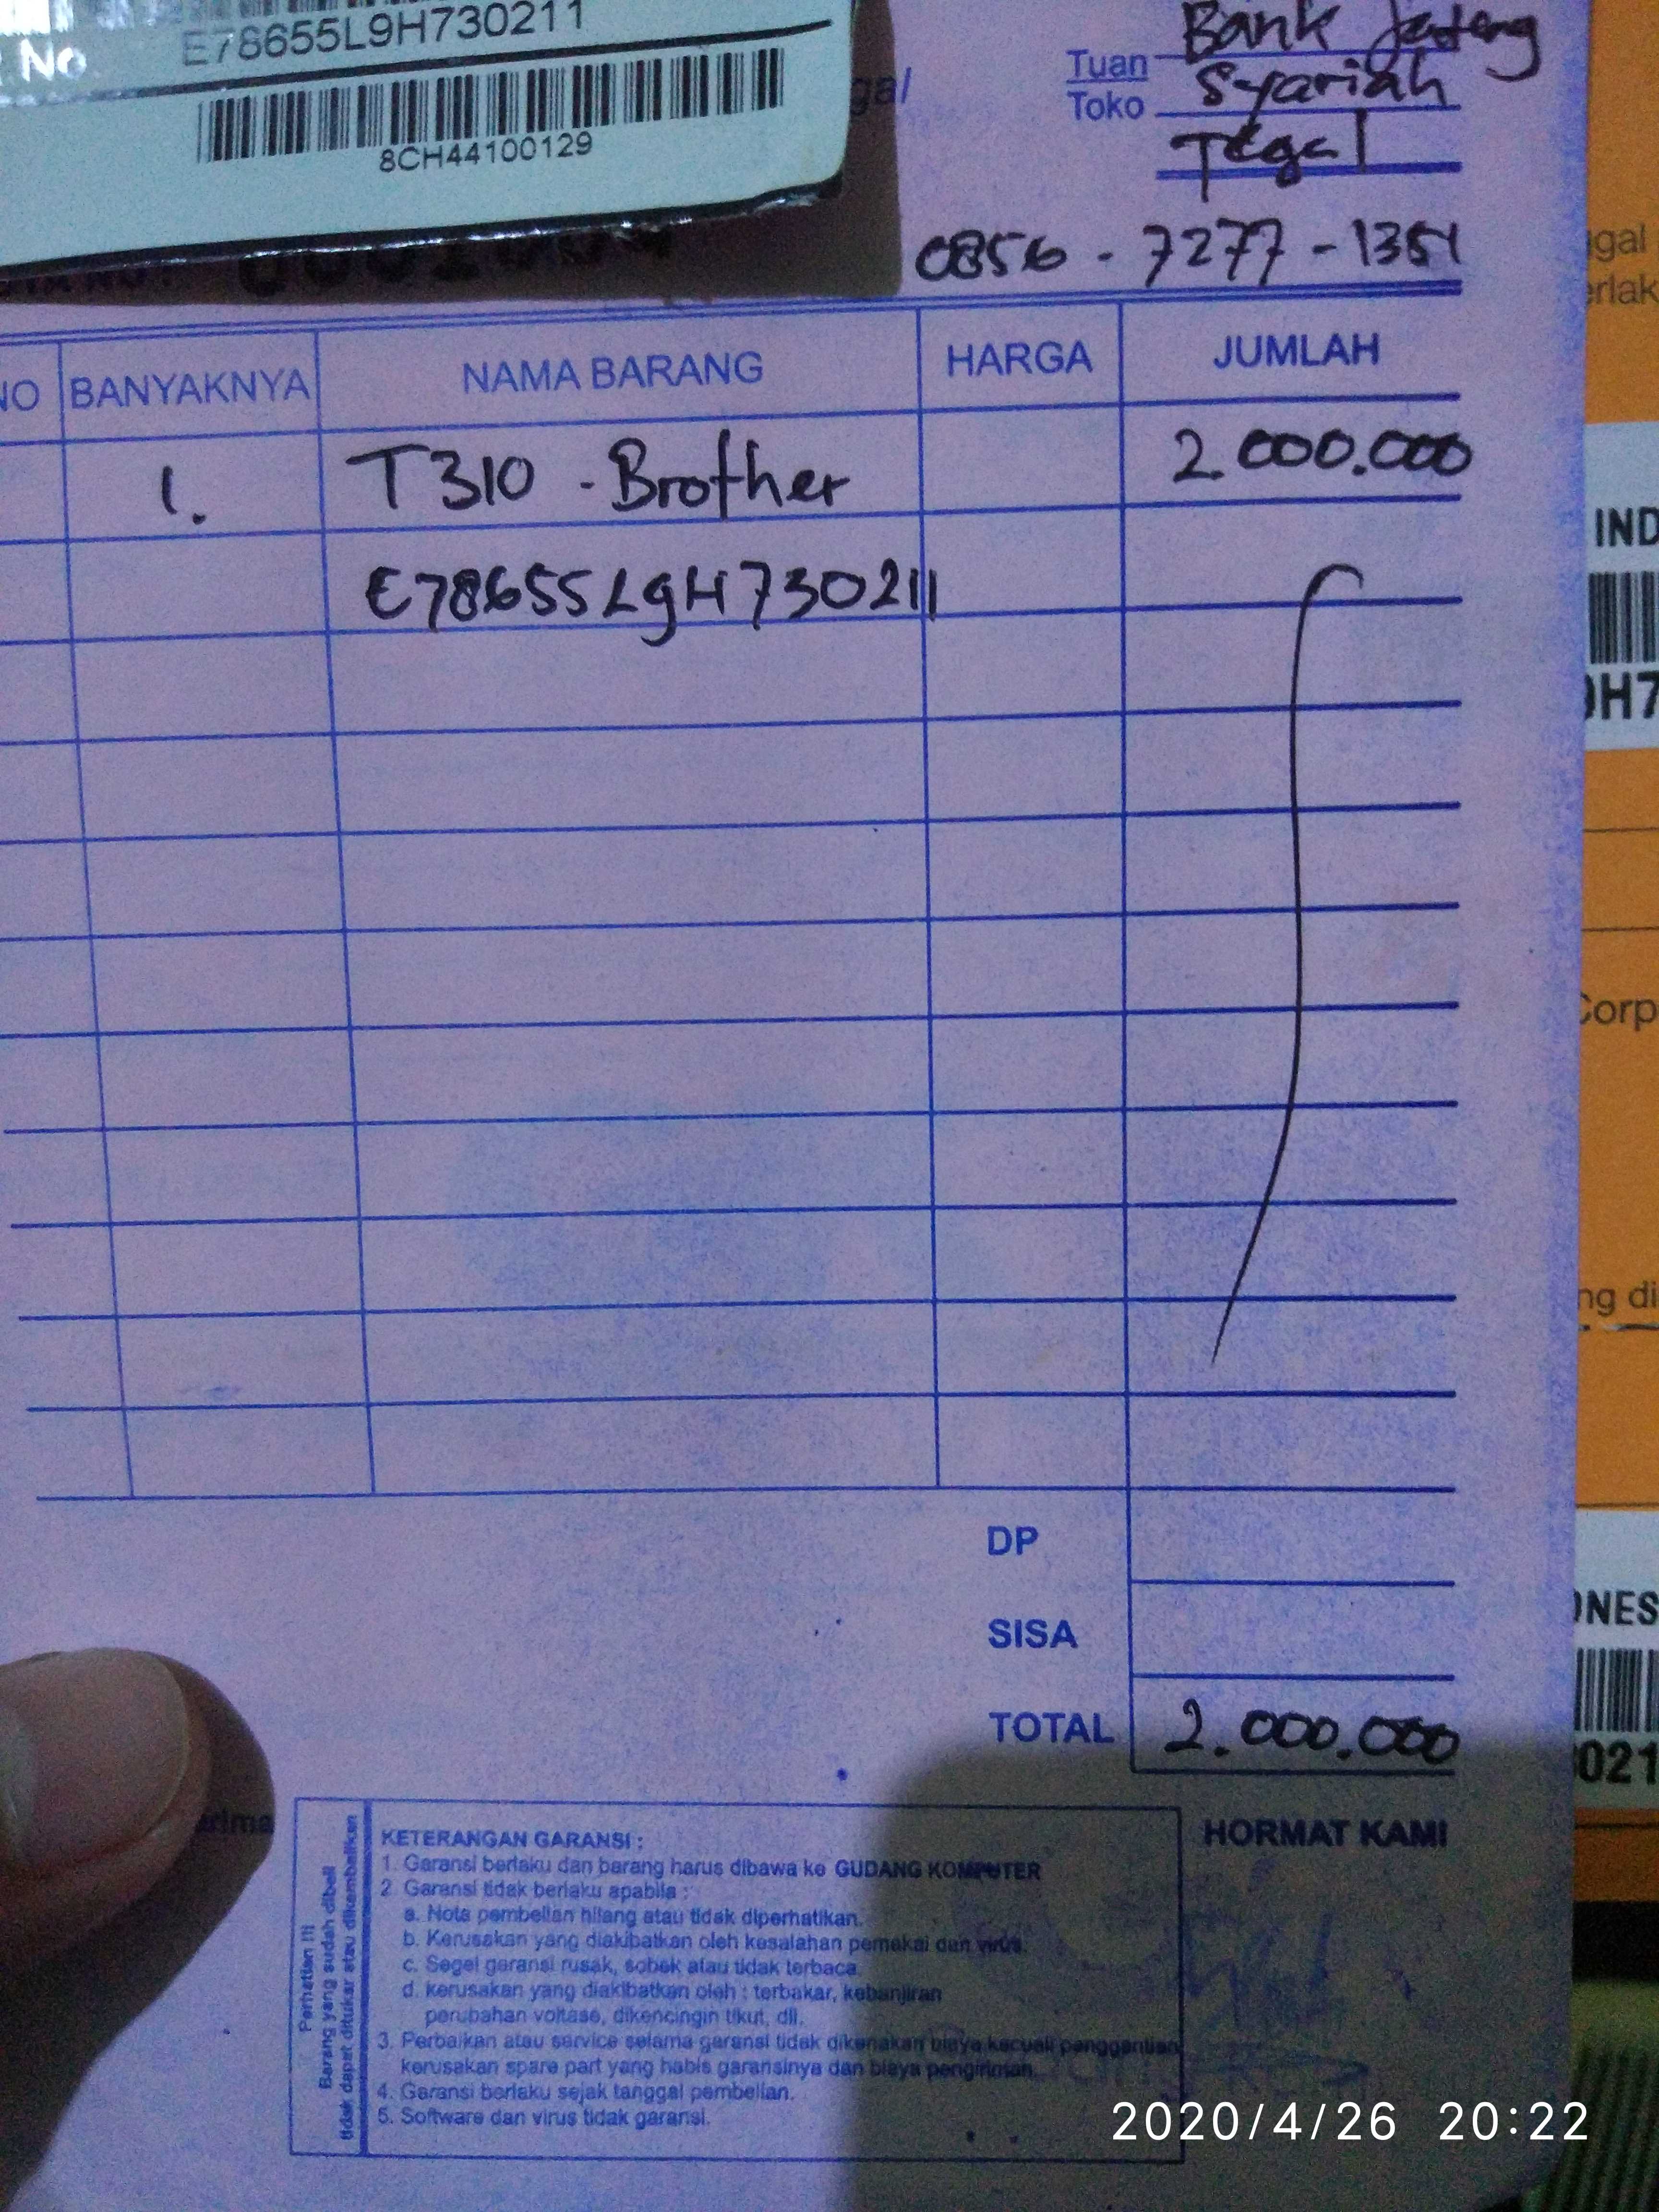 No E78655L9H730211
8CH44100129
gal
Tuan
Toko
Bank Jateng
Syariah
Tegal
0856 - 7277 - 1351
NO BANYAKNYA NAMA BARANG HARGA JUMLAH
1. T310 - Brother 2.000.000
E78655L9H730211
DP
SISA
TOTAL 2.000.000
Perhatian !!!
Barang yang sudah dibeli
tidak dapat ditukar atau dikembalikan
KETERANGAN GARANSI :
1. Garansi berlaku dan barang harus dibawa ke GUDANG KOMPUTER
2 Garansi tidak berlaku apabila :
a. Nota pembelian hilang atau tidak diperhatikan.
b. Kerusakan yang diakibatkan oleh kesalahan pemakai dan virus.
c. Segel garansi rusak, sobek atau tidak terbaca.
d. kerusakan yang diakibatkan oleh : terbakar, kebanjiran
perubahan voltase, dikencingin tikut, dll.
3. Perbaikan atau service selama garansi tidak dikenakan biaya kecuali penggantian
kerusakan spare part yang habis garansinya dan biaya pengiriman.
4. Garansi berlaku sejak tanggal pembelian.
5. Software dan virus tidak garansi.
HORMAT KAMI
erima
ggal
erlak
IND
9H7
Corp
ng di
ONES
021
2020/4/26 20:22